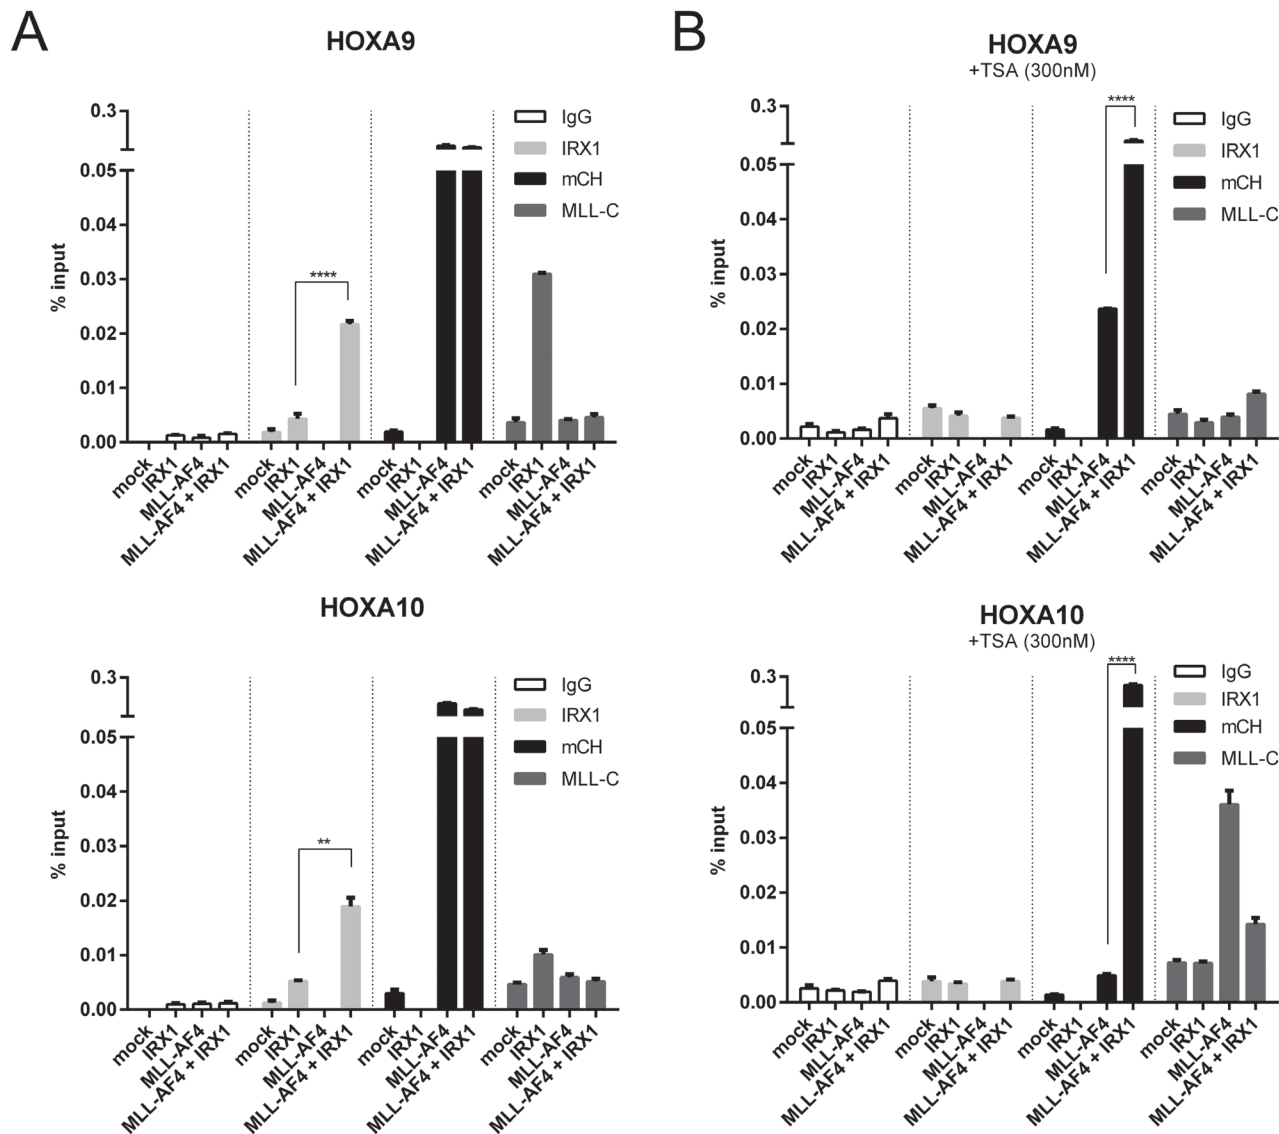 A
HOXA9
0.3
0.05
0.04
0.03
0.02
0.01
0.00
% input
****
IgG
IRX1
mCH
MLL-C
mock
IRX1
MLL-AF4
MLL-AF4 + IRX1
mock
IRX1
MLL-AF4
MLL-AF4 + IRX1
mock
IRX1
MLL-AF4
MLL-AF4 + IRX1
mock
IRX1
MLL-AF4
MLL-AF4 + IRX1
HOXA10
0.3
0.05
0.04
0.03
0.02
0.01
0.00
% input
**
IgG
IRX1
mCH
MLL-C
mock
IRX1
MLL-AF4
MLL-AF4 + IRX1
mock
IRX1
MLL-AF4
MLL-AF4 + IRX1
mock
IRX1
MLL-AF4
MLL-AF4 + IRX1
mock
IRX1
MLL-AF4
MLL-AF4 + IRX1
B
HOXA9
+TSA (300nM)
0.3
0.05
0.04
0.03
0.02
0.01
0.00
% input
****
IgG
IRX1
mCH
MLL-C
mock
IRX1
MLL-AF4
MLL-AF4 + IRX1
mock
IRX1
MLL-AF4
MLL-AF4 + IRX1
mock
IRX1
MLL-AF4
MLL-AF4 + IRX1
mock
IRX1
MLL-AF4
MLL-AF4 + IRX1
HOXA10
+TSA (300nM)
0.3
0.05
0.04
0.03
0.02
0.01
0.00
% input
****
IgG
IRX1
mCH
MLL-C
mock
IRX1
MLL-AF4
MLL-AF4 + IRX1
mock
IRX1
MLL-AF4
MLL-AF4 + IRX1
mock
IRX1
MLL-AF4
MLL-AF4 + IRX1
mock
IRX1
MLL-AF4
MLL-AF4 + IRX1